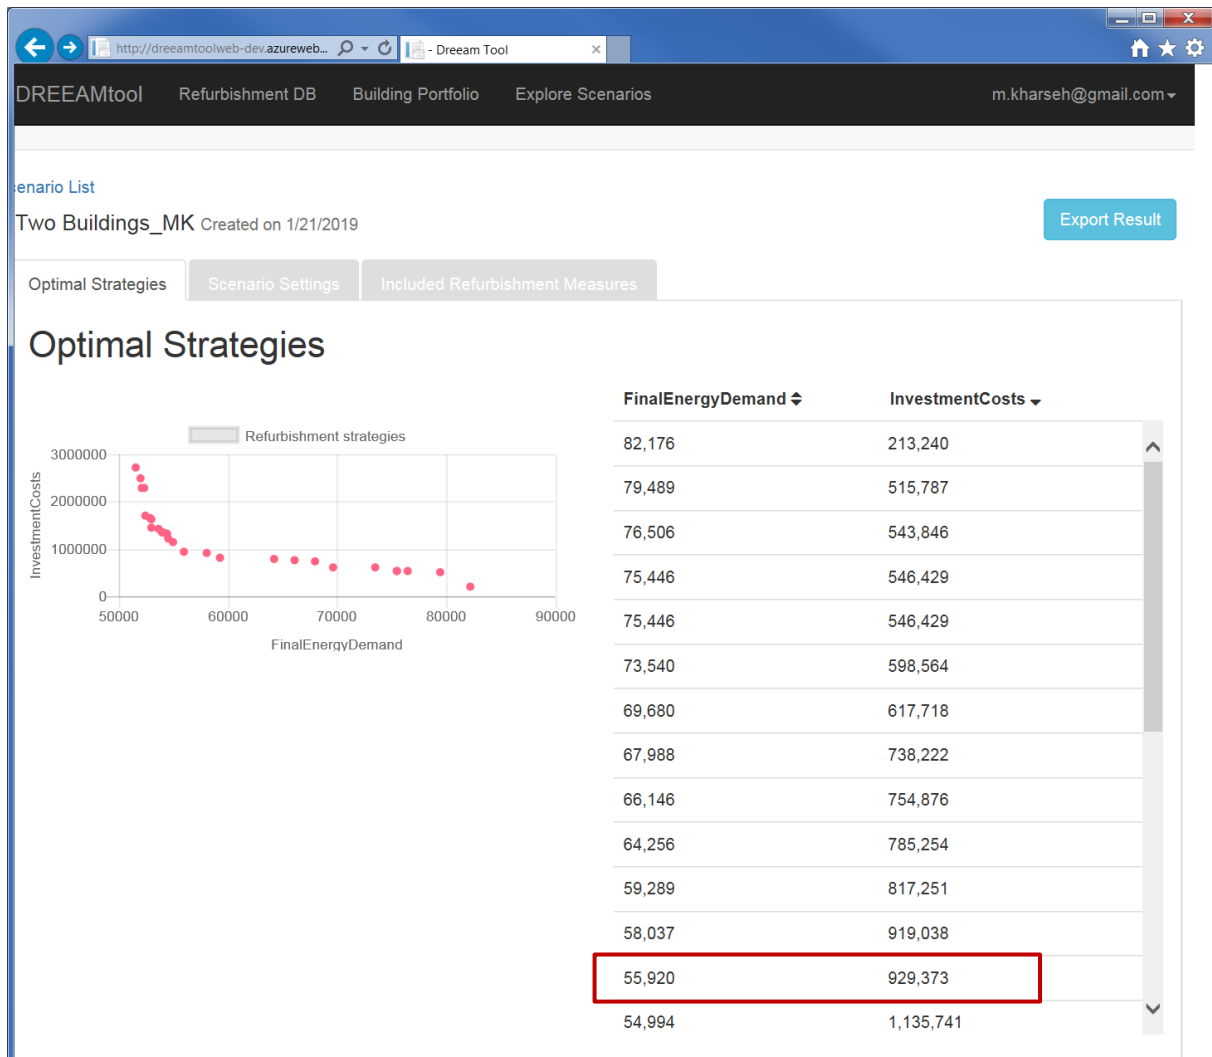 X
http://dreeamtoolweb-dev.azureweb... - Dreeam Tool ×
DREEAMtool Refurbishment DB Building Portfolio Explore Scenarios m.kharseh@gmail.com
enario List
Two Buildings_MK Created on 1/21/2019
Export Result
Optimal Strategies Scenario Settings Included Refurbishment Measures
Optimal Strategies
Refurbishment strategies
3000000
2000000
1000000
0
InvestmentCosts
50000 60000 70000 80000 90000
FinalEnergyDemand
FinalEnergyDemand InvestmentCosts
82,176 213,240
79,489 515,787
76,506 543,846
75,446 546,429
75,446 546,429
73,540 598,564
69,680 617,718
67,988 738,222
66,146 754,876
64,256 785,254
59,289 817,251
58,037 919,038
55,920 929,373
54,994 1,135,741